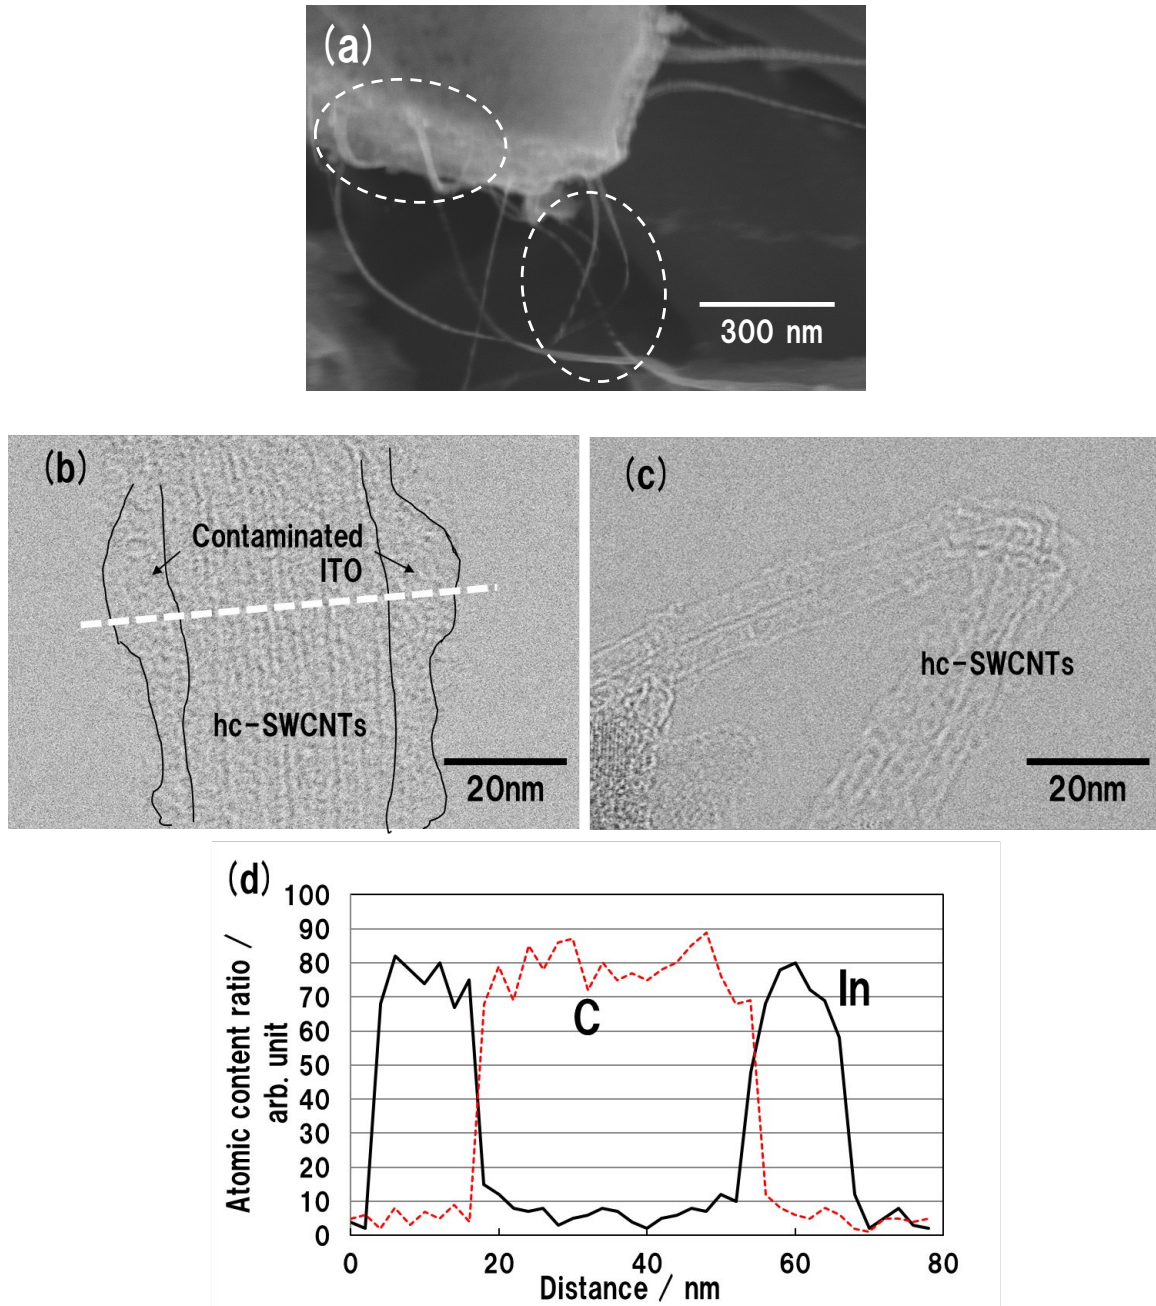 (a)
300 nm
(b)
Contaminated
ITO
hc-SWCNTs
20nm
(c)
hc-SWCNTs
20nm
(d)
Atomic content ratio /
arb. unit
100
90
80
70
60
50
40
30
20
10
0
C
In
0
20
40
60
80
Distance / nm